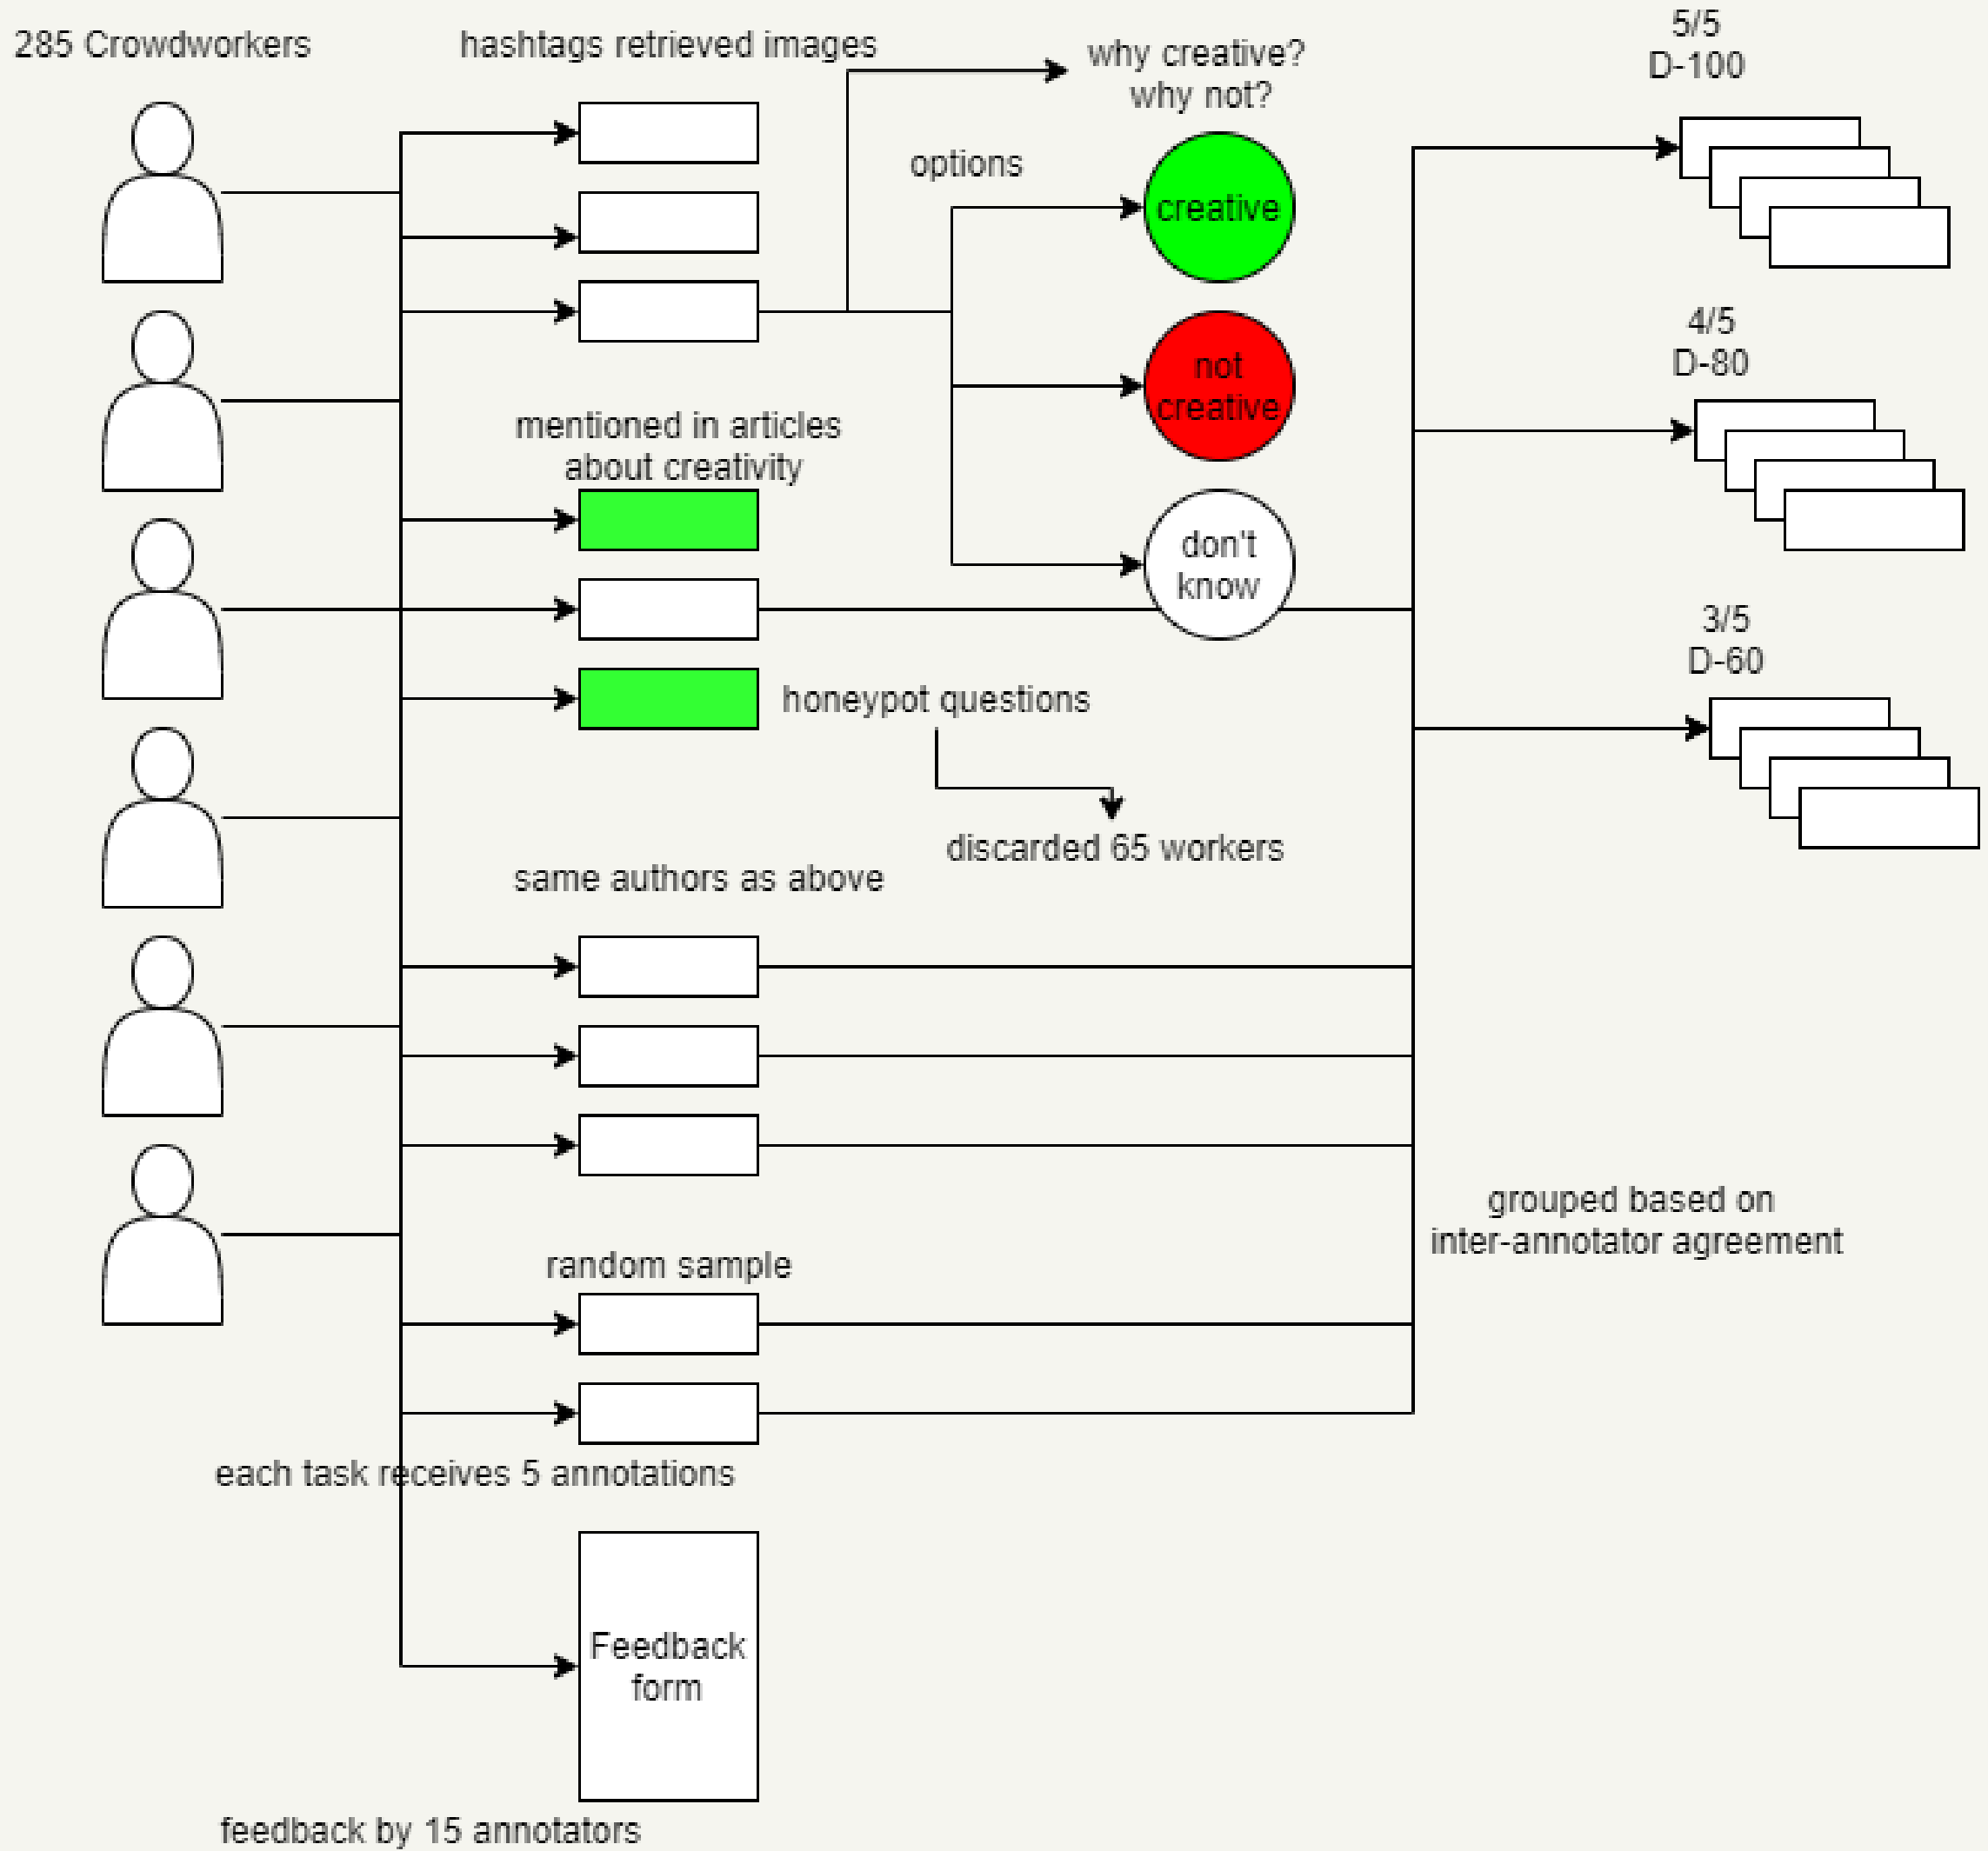 285 Crowdworkers
hashtags retrieved images
why creative?
why not?
options
creative
not
creative
don't
know
mentioned in articles
about creativity
honeypot questions
discarded 65 workers
same authors as above
random sample
each task receives 5 annotations
Feedback
form
feedback by 15 annotators
5/5
D-100
4/5
D-80
3/5
D-60
grouped based on
inter-annotator agreement